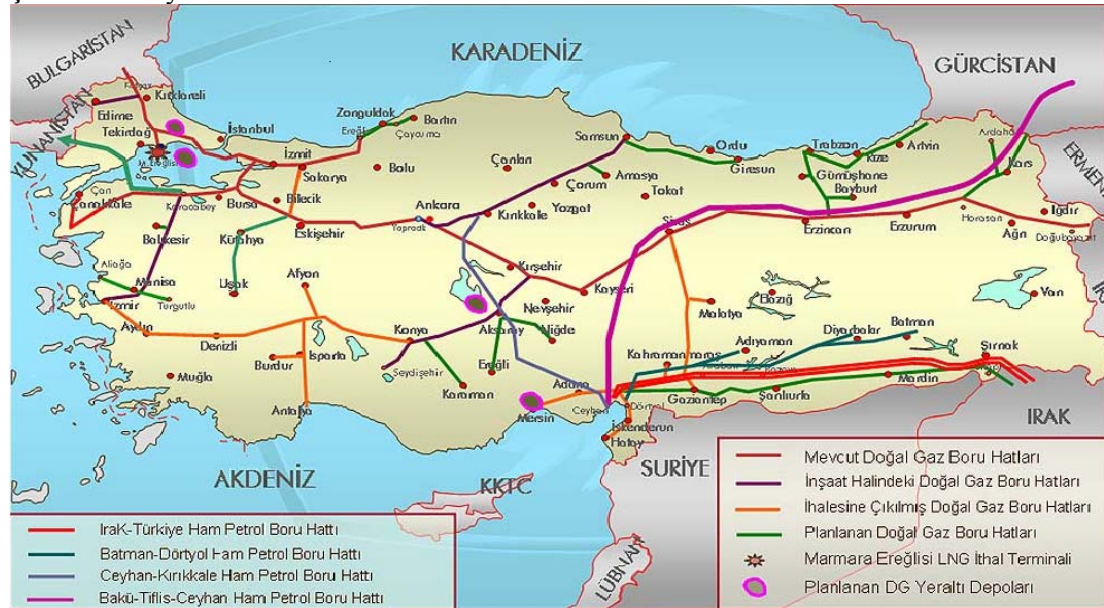 BULGARİSTAN
KARADENİZ
GÜRCİSTAN
YUNANİSTAN
Kırklareli
Edirne
Tekirdağ
M. Ereğlisi
İstanbul
Zonguldak
Ereğli
Bartın
Çaycuma
Samsun
Ordu
Giresun
Trabzon
Rize
Artvin
Ardahan
Kars
Gümüşhane
Bayburt
İzmit
Sakarya
Bolu
Çankırı
Çorum
Amasya
Tokat
Çan
Çanakkale
Karacabey
Bursa
Bilecik
Ankara
Kırıkkale
Yozgat
Sivas
Erzincan
Erzurum
Horasan
Iğdır
Ağrı
Doğubayazıt
Balıkesir
Kütahya
Eskişehir
Kırşehir
Kayseri
Aliağa
Manisa
Turgutlu
Uşak
Afyon
Nevşehir
Malatya
Elazığ
Van
İzmir
Aydın
Denizli
Konya
Aksaray
Niğde
Diyarbakır
Batman
Burdur
Isparta
Seydişehir
Ereğli
Kahramanmaraş
Adıyaman
Şırnak
Muğla
Antalya
Karaman
Mersin
Adana
Ceyhan
Dörtyol
Gaziantep
Şanlıurfa
Mardin
İskenderun
Hatay
IRAK
SURİYE
AKDENİZ
KKTC
LÜBNAN
IraK-Türkiye Ham Petrol Boru Hattı
Batman-Dörtyol Ham Petrol Boru Hattı
Ceyhan-Kırıkkale Ham Petrol Boru Hattı
Bakü-Tiflis-Ceyhan Ham Petrol Boru Hattı
Mevcut Doğal Gaz Boru Hatları
İnşaat Halindeki Doğal Gaz Boru Hatları
İhalesine Çıkılmış Doğal Gaz Boru Hatları
Planlanan Doğal Gaz Boru Hatları
Marmara Ereğlisi LNG İthal Terminali
Planlanan DG Yeraltı Depoları